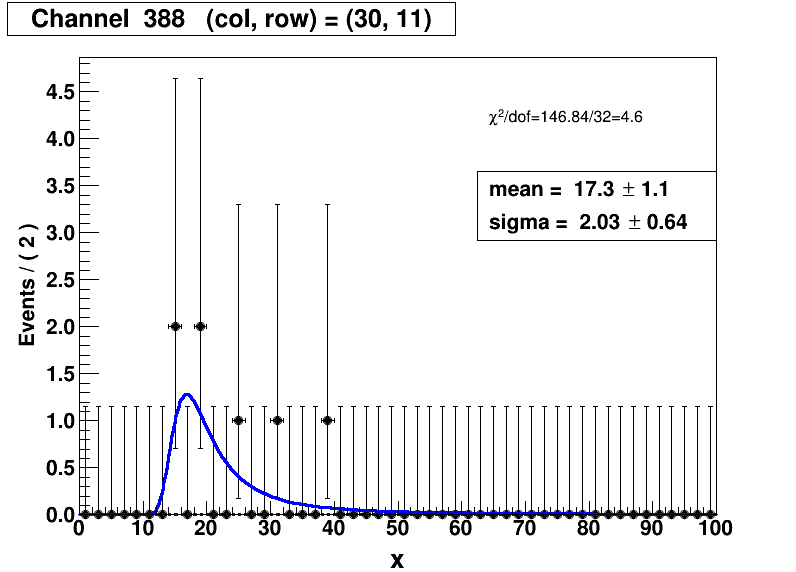 Channel  388   (col, row) = (30, 11)
χ²/dof=146.84/32=4.6
mean =  17.3 ± 1.1
sigma =  2.03 ± 0.64
Events / ( 2 )
4.5
4.0
3.5
3.0
2.5
2.0
1.5
1.0
0.5
0.0
0 10 20 30 40 50 60 70 80 90 100
x